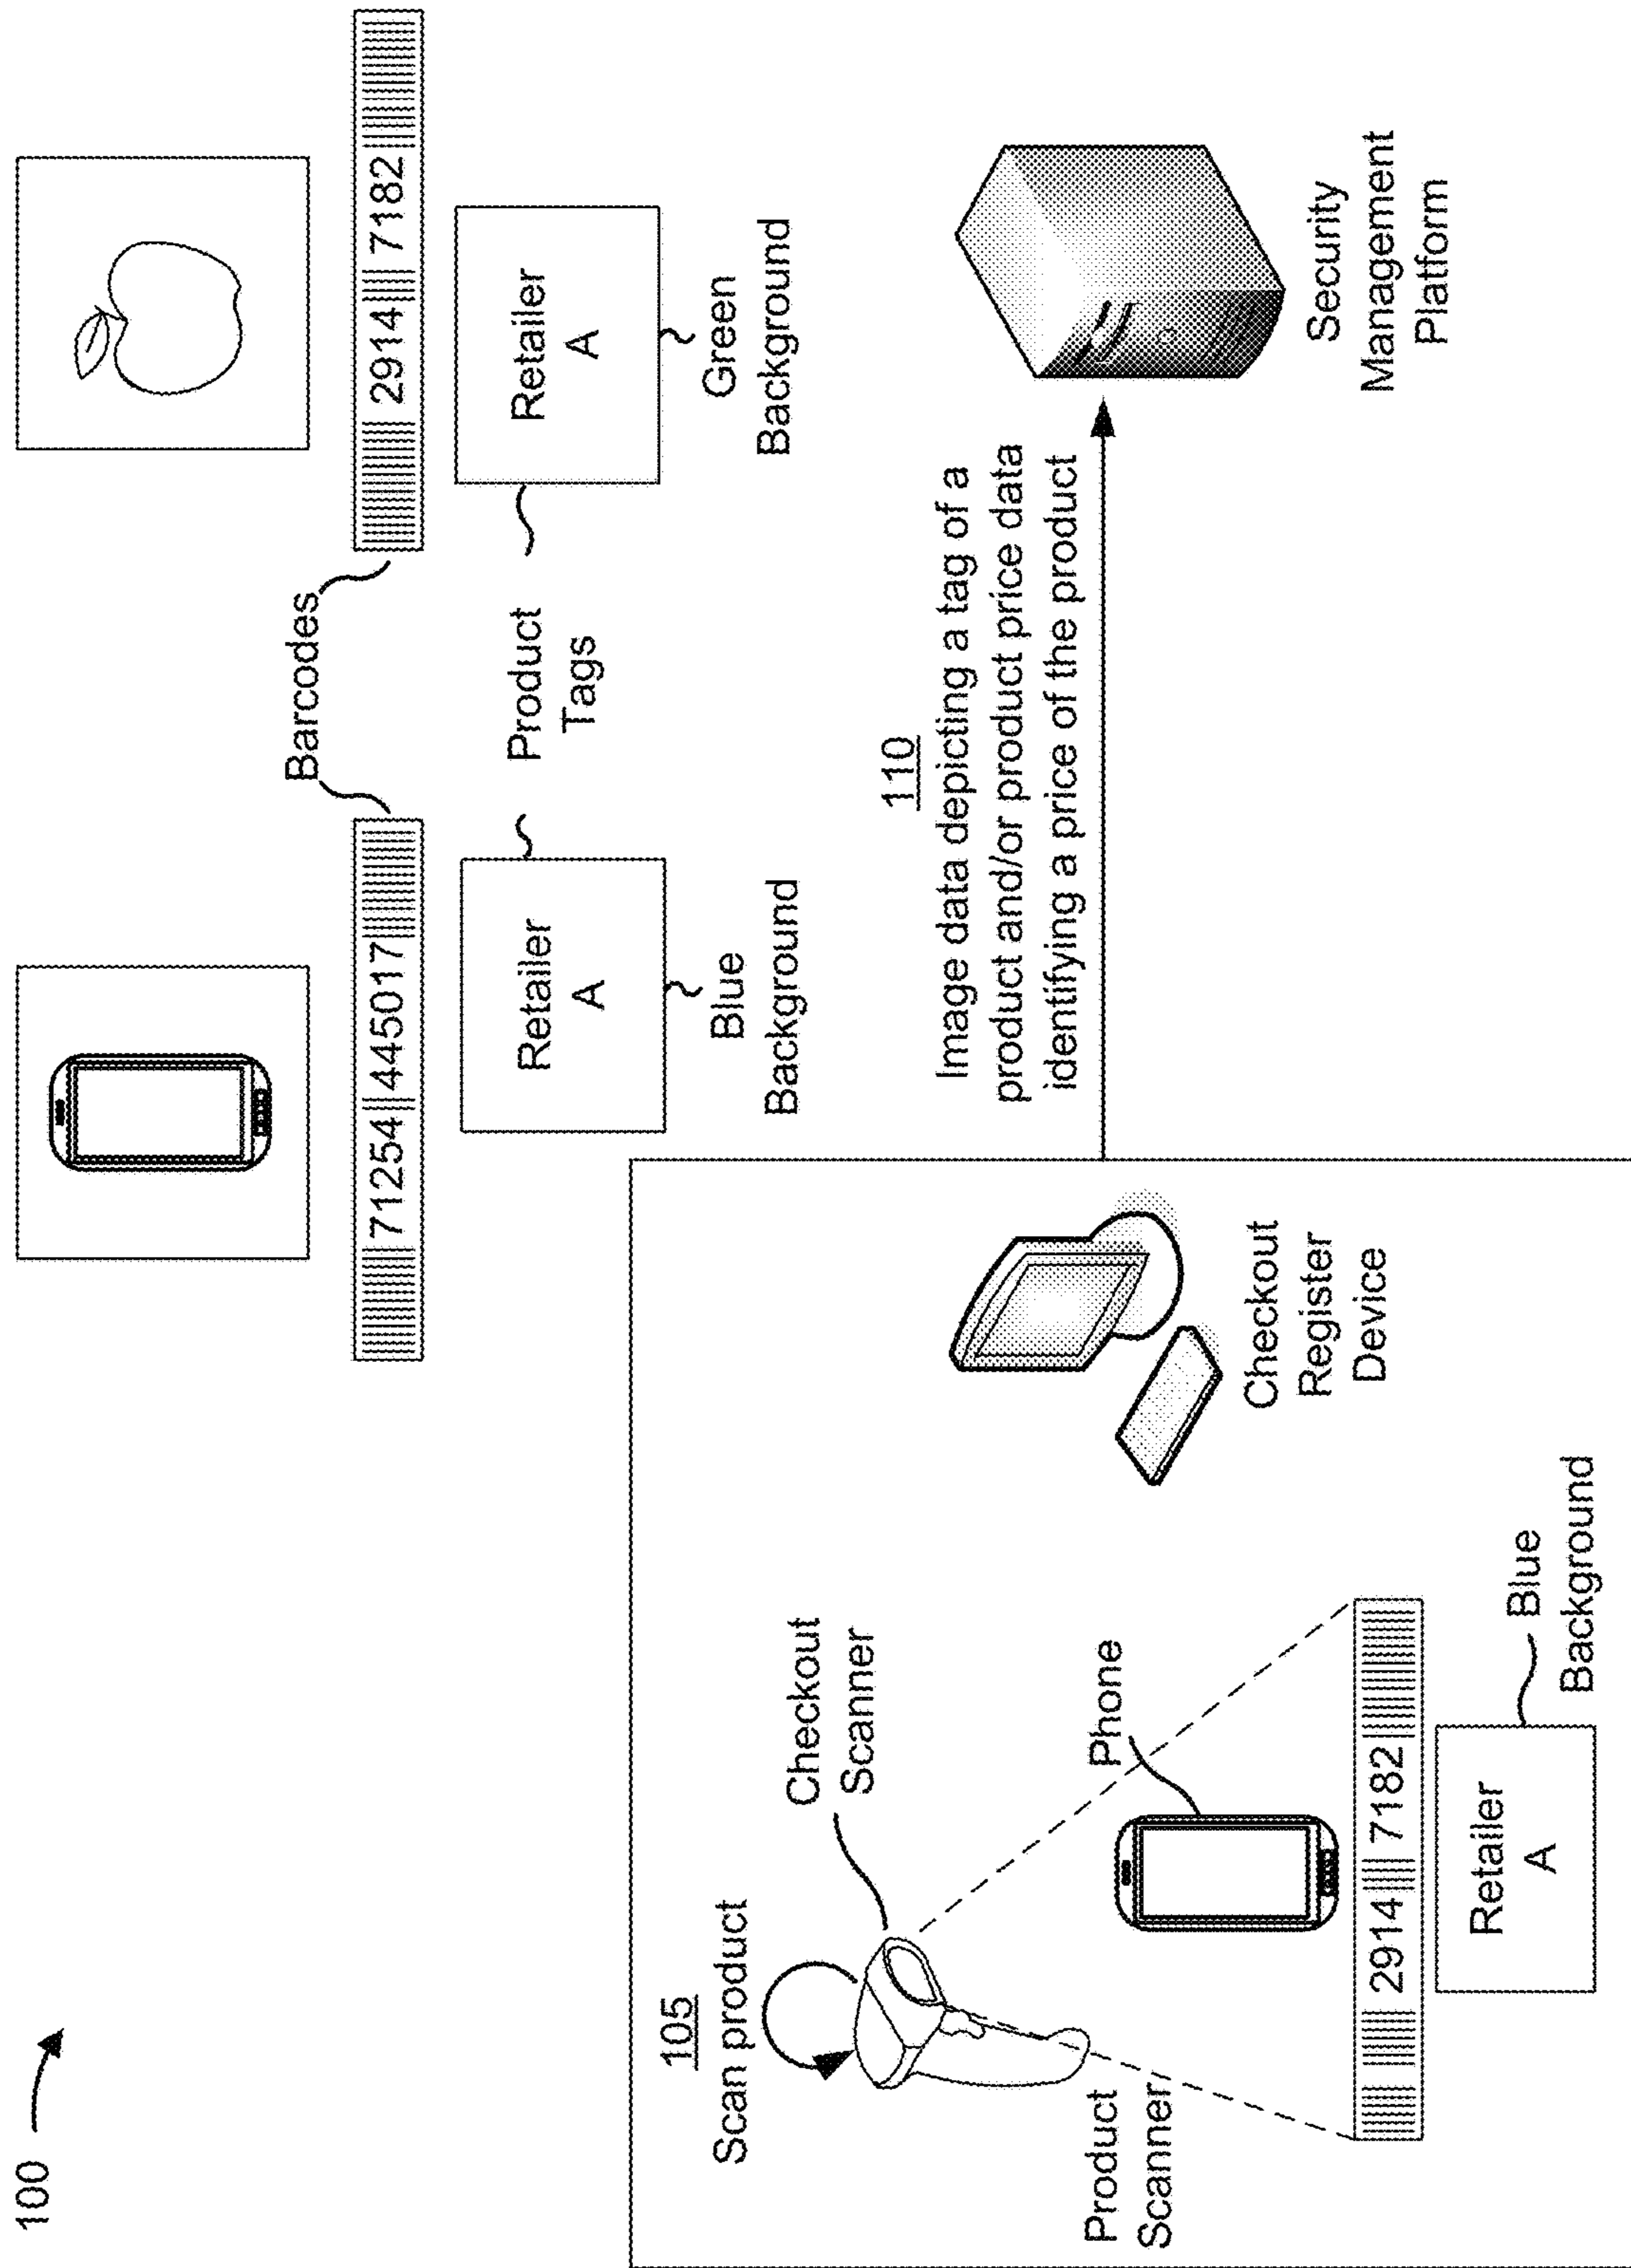 100
71254 445017
Barcodes
2914 7182
Retailer
A
Product
Tags
Retailer
A
Blue
Background
Green
Background
105
Scan product
Checkout
Scanner
Product
Scanner
Phone
2914 7182
Retailer
A
Blue
Background
Checkout
Register
Device
110
Image data depicting a tag of a
product and/or product price data
identifying a price of the product
Security
Management
Platform